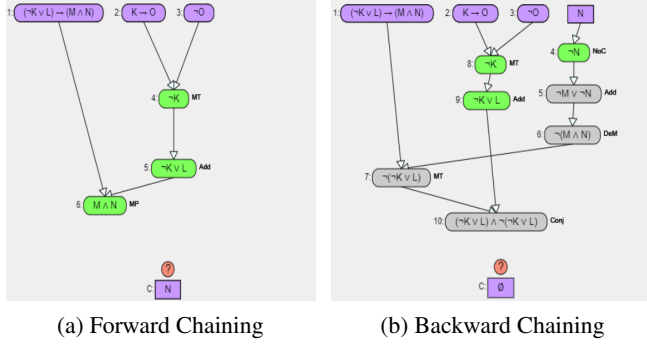 1: (¬K ∨ L) → (M ∧ N)
2: K → O
3: ¬O
4: ¬K MT
5: ¬K ∨ L Add
6: M ∧ N MP
?
C: N
(a) Forward Chaining
1: (¬K ∨ L) → (M ∧ N)
2: K → O
3: ¬O
N
4: ¬N NoC
8: ¬K MT
5: ¬M ∨ ¬N Add
9: ¬K ∨ L Add
6: ¬(M ∧ N) DeM
7: ¬(¬K ∨ L) MT
10: (¬K ∨ L) ∧ ¬(¬K ∨ L) Conj
?
C: Ø
(b) Backward Chaining